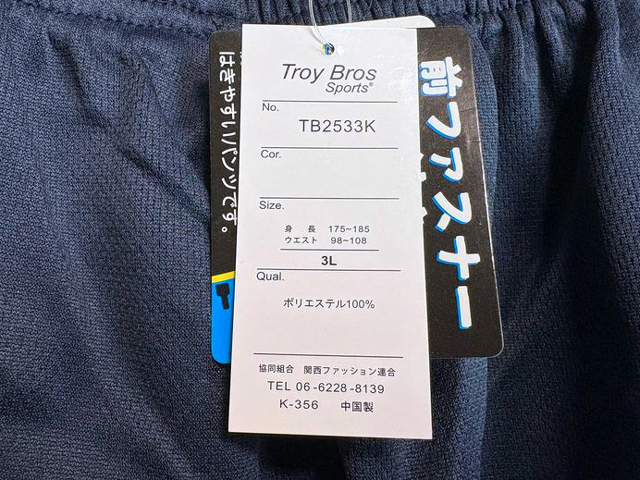 Troy Bros
Sports®
No.
TB2533K
Cor.
Size.
身 長 175~185
ウエスト 98~108
3L
Qual.
ポリエステル100%
協同組合 関西ファッション連合
TEL 06-6228-8139
K-356 中国製
前ファスナー
はきやすいパンツです。